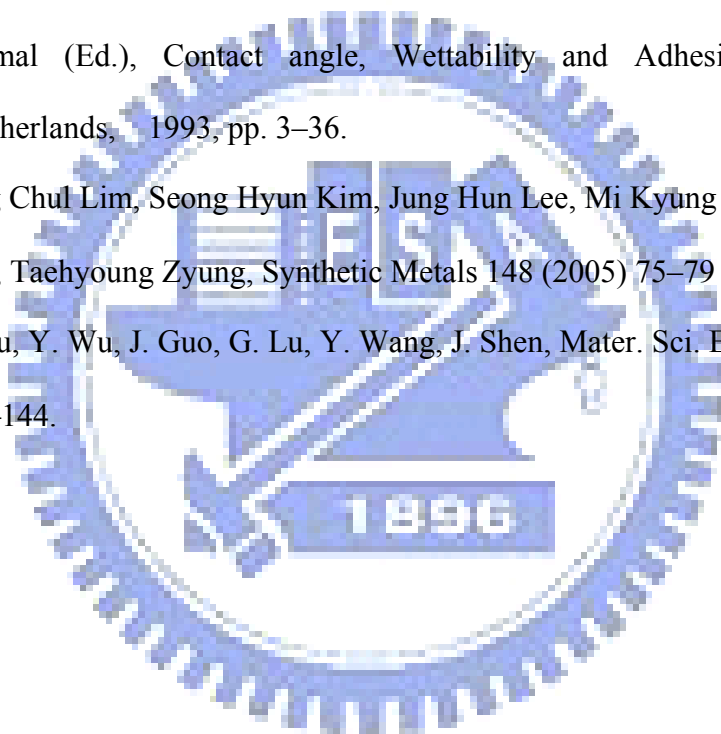 mal (Ed.), Contact angle, Wettability and Adhesi
herlands, 1993, pp. 3–36.
Chul Lim, Seong Hyun Kim, Jung Hun Lee, Mi Kyung
Taehyoung Zyung, Synthetic Metals 148 (2005) 75–79
u, Y. Wu, J. Guo, G. Lu, Y. Wang, J. Shen, Mater. Sci. E
144.
E S
1896